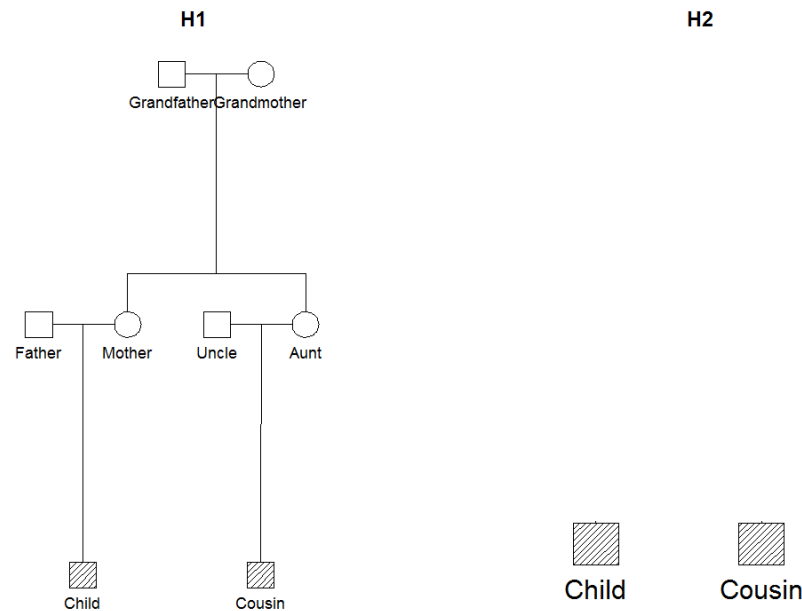 H1
H2
Grandfather Grandmother
Father Mother Uncle Aunt
Child Cousin
Child Cousin